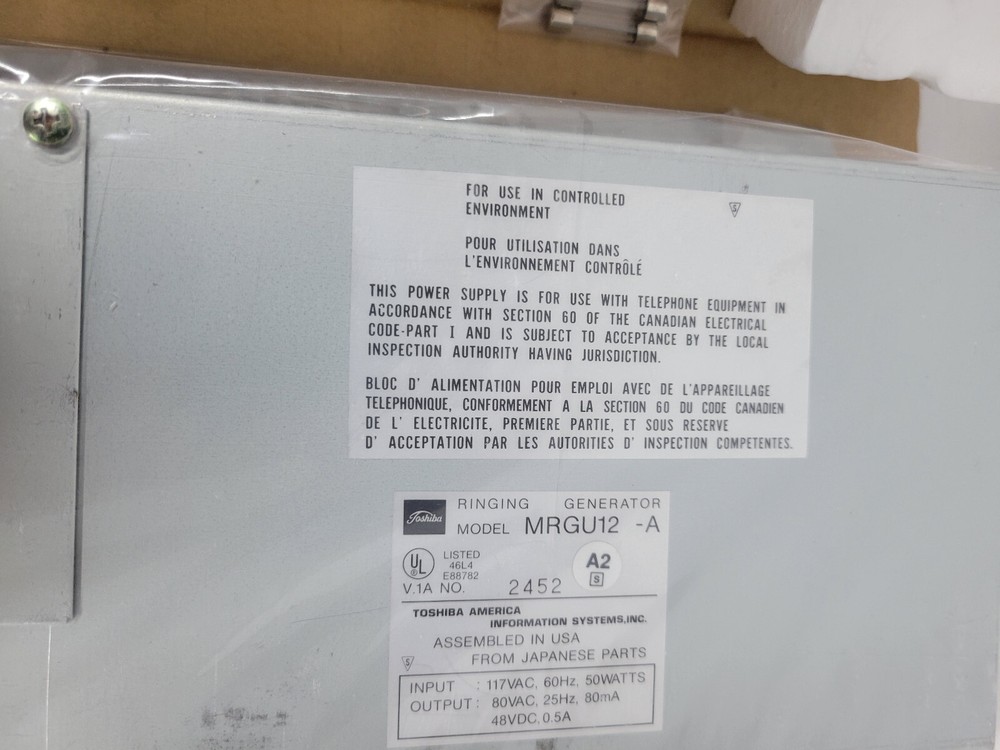 FOR USE IN CONTROLLED
ENVIRONMENT
S
POUR UTILISATION DANS
L'ENVIRONNEMENT CONTRÔLÉ
THIS POWER SUPPLY IS FOR USE WITH TELEPHONE EQUIPMENT IN
ACCORDANCE WITH SECTION 60 OF THE CANADIAN ELECTRICAL
CODE-PART I AND IS SUBJECT TO ACCEPTANCE BY THE LOCAL
INSPECTION AUTHORITY HAVING JURISDICTION.
BLOC D' ALIMENTATION POUR EMPLOI AVEC DE L'APPAREILLAGE
TELEPHONIQUE, CONFORMEMENT A LA SECTION 60 DU CODE CANADIEN
DE L' ELECTRICITE, PREMIERE PARTIE, ET SOUS RESERVE
D' ACCEPTATION PAR LES AUTORITIES D' INSPECTION COMPETENTES.
Toshiba
RINGING GENERATOR
MODEL MRGU12 -A
UL ®
LISTED
46L4
E88782
A2
S
V.1A NO. 2452
TOSHIBA AMERICA
INFORMATION SYSTEMS,INC.
ASSEMBLED IN USA
FROM JAPANESE PARTS
S
INPUT : 117VAC, 60Hz, 50WATTS
OUTPUT : 80VAC, 25Hz, 80mA
48VDC, 0.5A